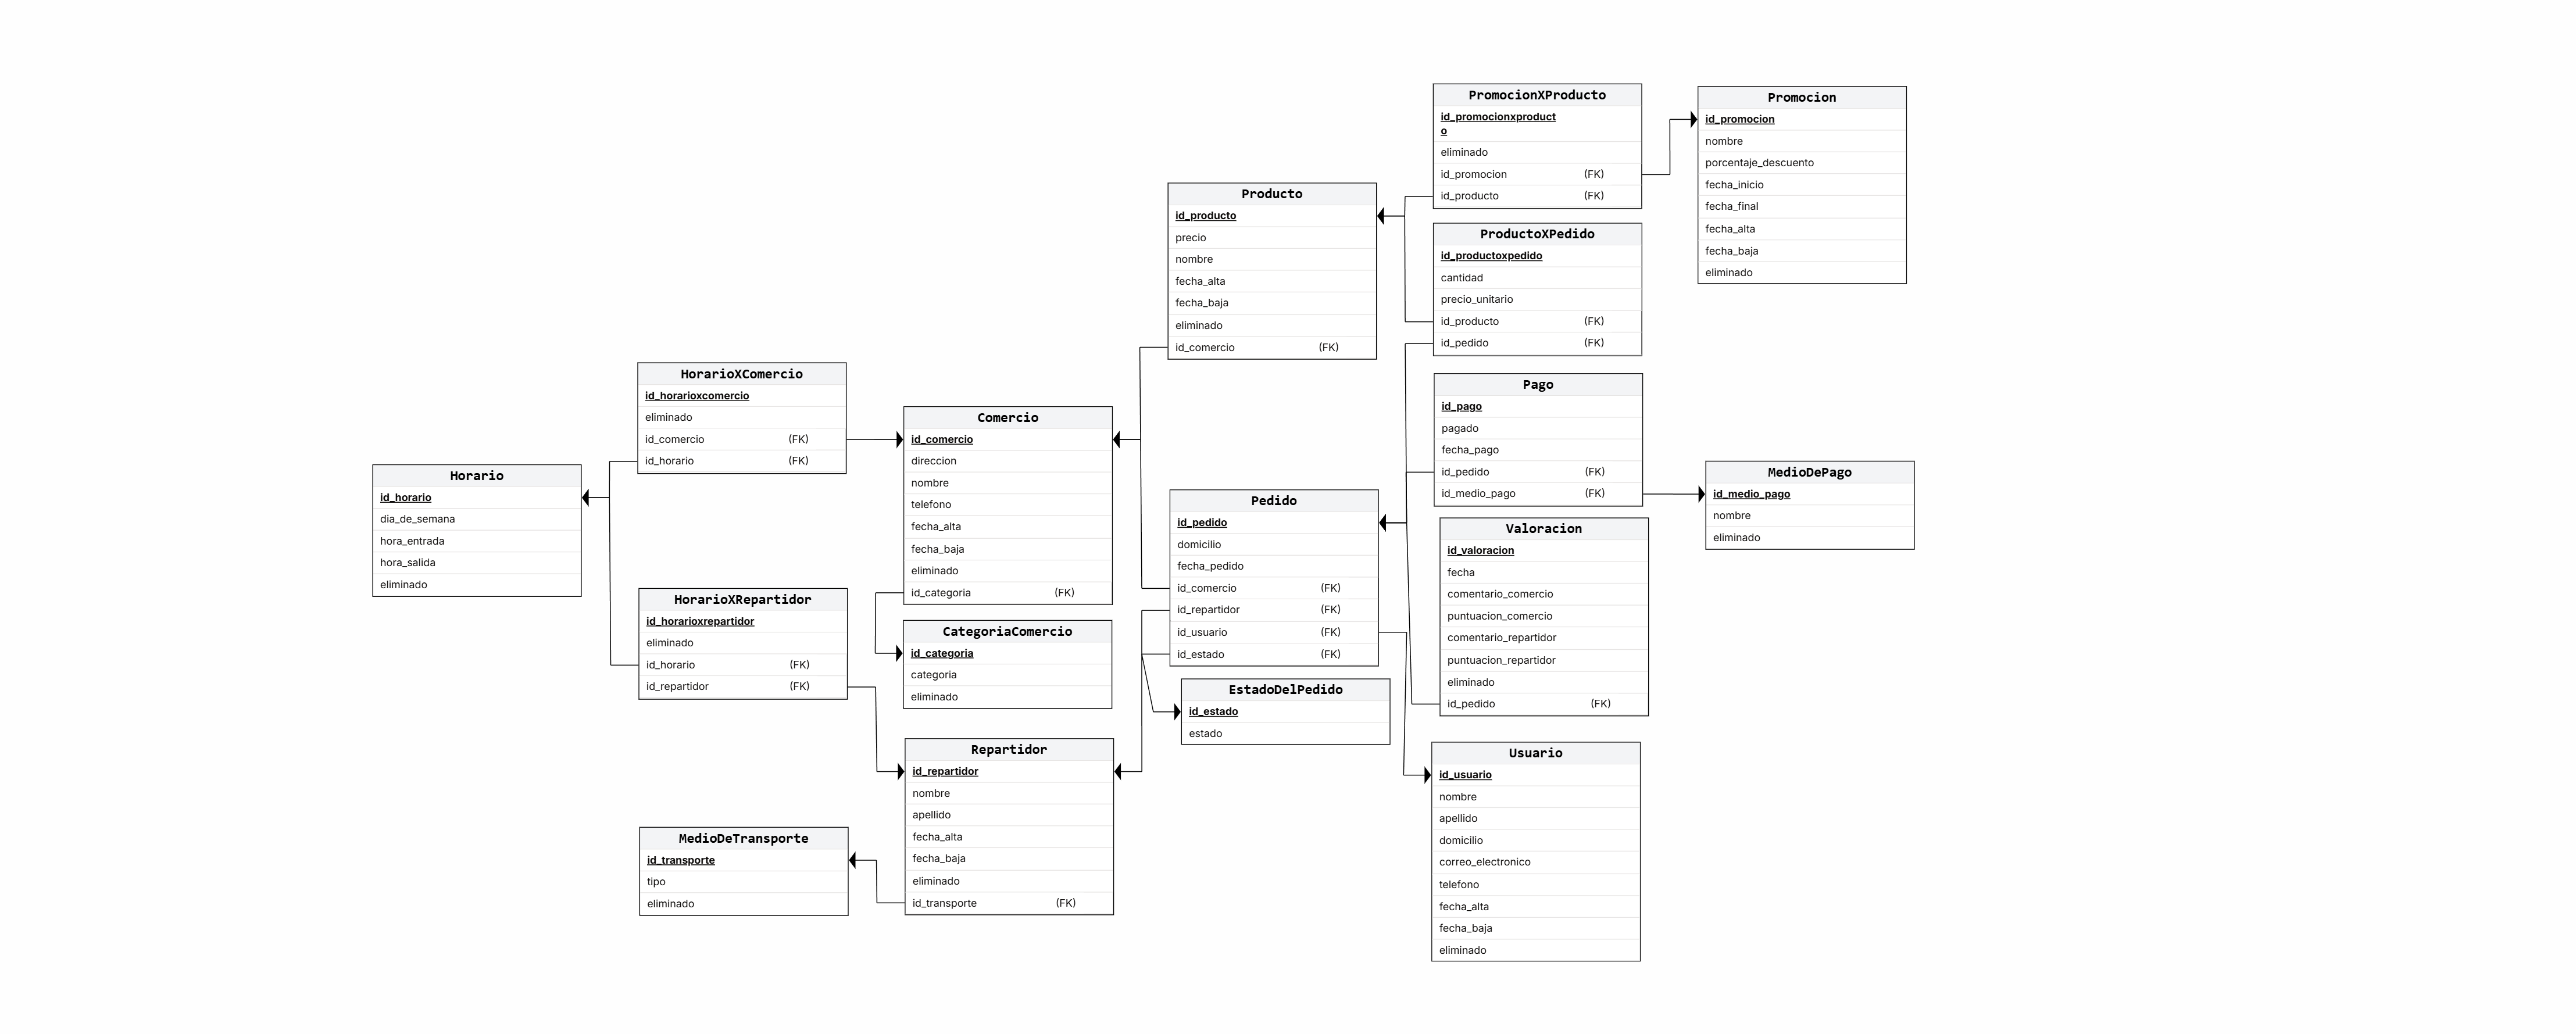 Horario
id_horario
dia_de_semana
hora_entrada
hora_salida
eliminado
HorarioXComercio
id_horarioxcomercio
eliminado
id_comercio (FK)
id_horario (FK)
HorarioXRepartidor
id_horarioxrepartidor
eliminado
id_horario (FK)
id_repartidor (FK)
MedioDeTransporte
id_transporte
tipo
eliminado
Comercio
id_comercio
direccion
nombre
telefono
fecha_alta
fecha_baja
eliminado
id_categoria (FK)
CategoriaComercio
id_categoria
categoria
eliminado
Repartidor
id_repartidor
nombre
apellido
fecha_alta
fecha_baja
eliminado
id_transporte (FK)
Producto
id_producto
precio
nombre
fecha_alta
fecha_baja
eliminado
id_comercio (FK)
Pedido
id_pedido
domicilio
fecha_pedido
id_comercio (FK)
id_repartidor (FK)
id_usuario (FK)
id_estado (FK)
EstadoDelPedido
id_estado
estado
PromocionXProducto
id_promocionxproduct
o
eliminado
id_promocion (FK)
id_producto (FK)
ProductoXPedido
id_productoxpedido
cantidad
precio_unitario
id_producto (FK)
id_pedido (FK)
Pago
id_pago
pagado
fecha_pago
id_pedido (FK)
id_medio_pago (FK)
Valoracion
id_valoracion
fecha
comentario_comercio
puntuacion_comercio
comentario_repartidor
puntuacion_repartidor
eliminado
id_pedido (FK)
Usuario
id_usuario
nombre
apellido
domicilio
correo_electronico
telefono
fecha_alta
fecha_baja
eliminado
Promocion
id_promocion
nombre
porcentaje_descuento
fecha_inicio
fecha_final
fecha_alta
fecha_baja
eliminado
MedioDePago
id_medio_pago
nombre
eliminado